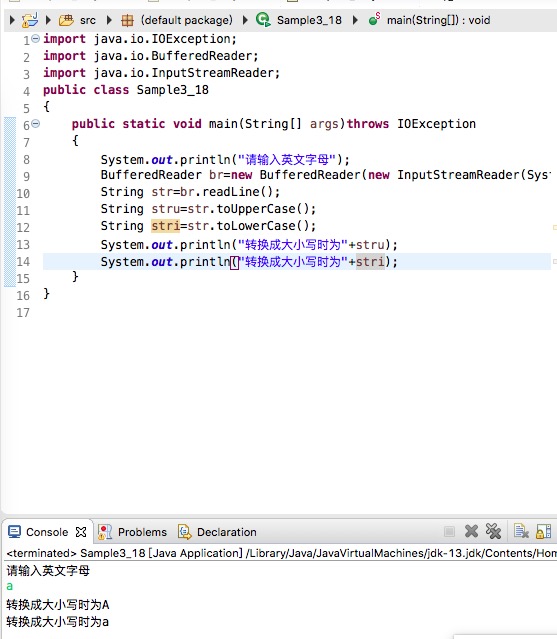 src (default package) Sample3_18 main(String[]) : void
1 import java.io.IOException;
2 import java.io.BufferedReader;
3 import java.io.InputStreamReader;
4 public class Sample3_18
5 {
6 public static void main(String[] args)throws IOException
7 {
8 System.out.println("请输入英文字母");
9 BufferedReader br=new BufferedReader(new InputStreamReader(Syst
10 String str=br.readLine();
11 String stru=str.toUpperCase();
12 String stri=str.toLowerCase();
13 System.out.println("转换成大小写时为"+stru);
14 System.out.println("转换成大小写时为"+stri);
15 }
16 }
17
Console Problems Declaration
<terminated> Sample3_18 [Java Application] /Library/Java/JavaVirtualMachines/jdk-13.jdk/Contents/Hom
请输入英文字母
a
转换成大小写时为A
转换成大小写时为a